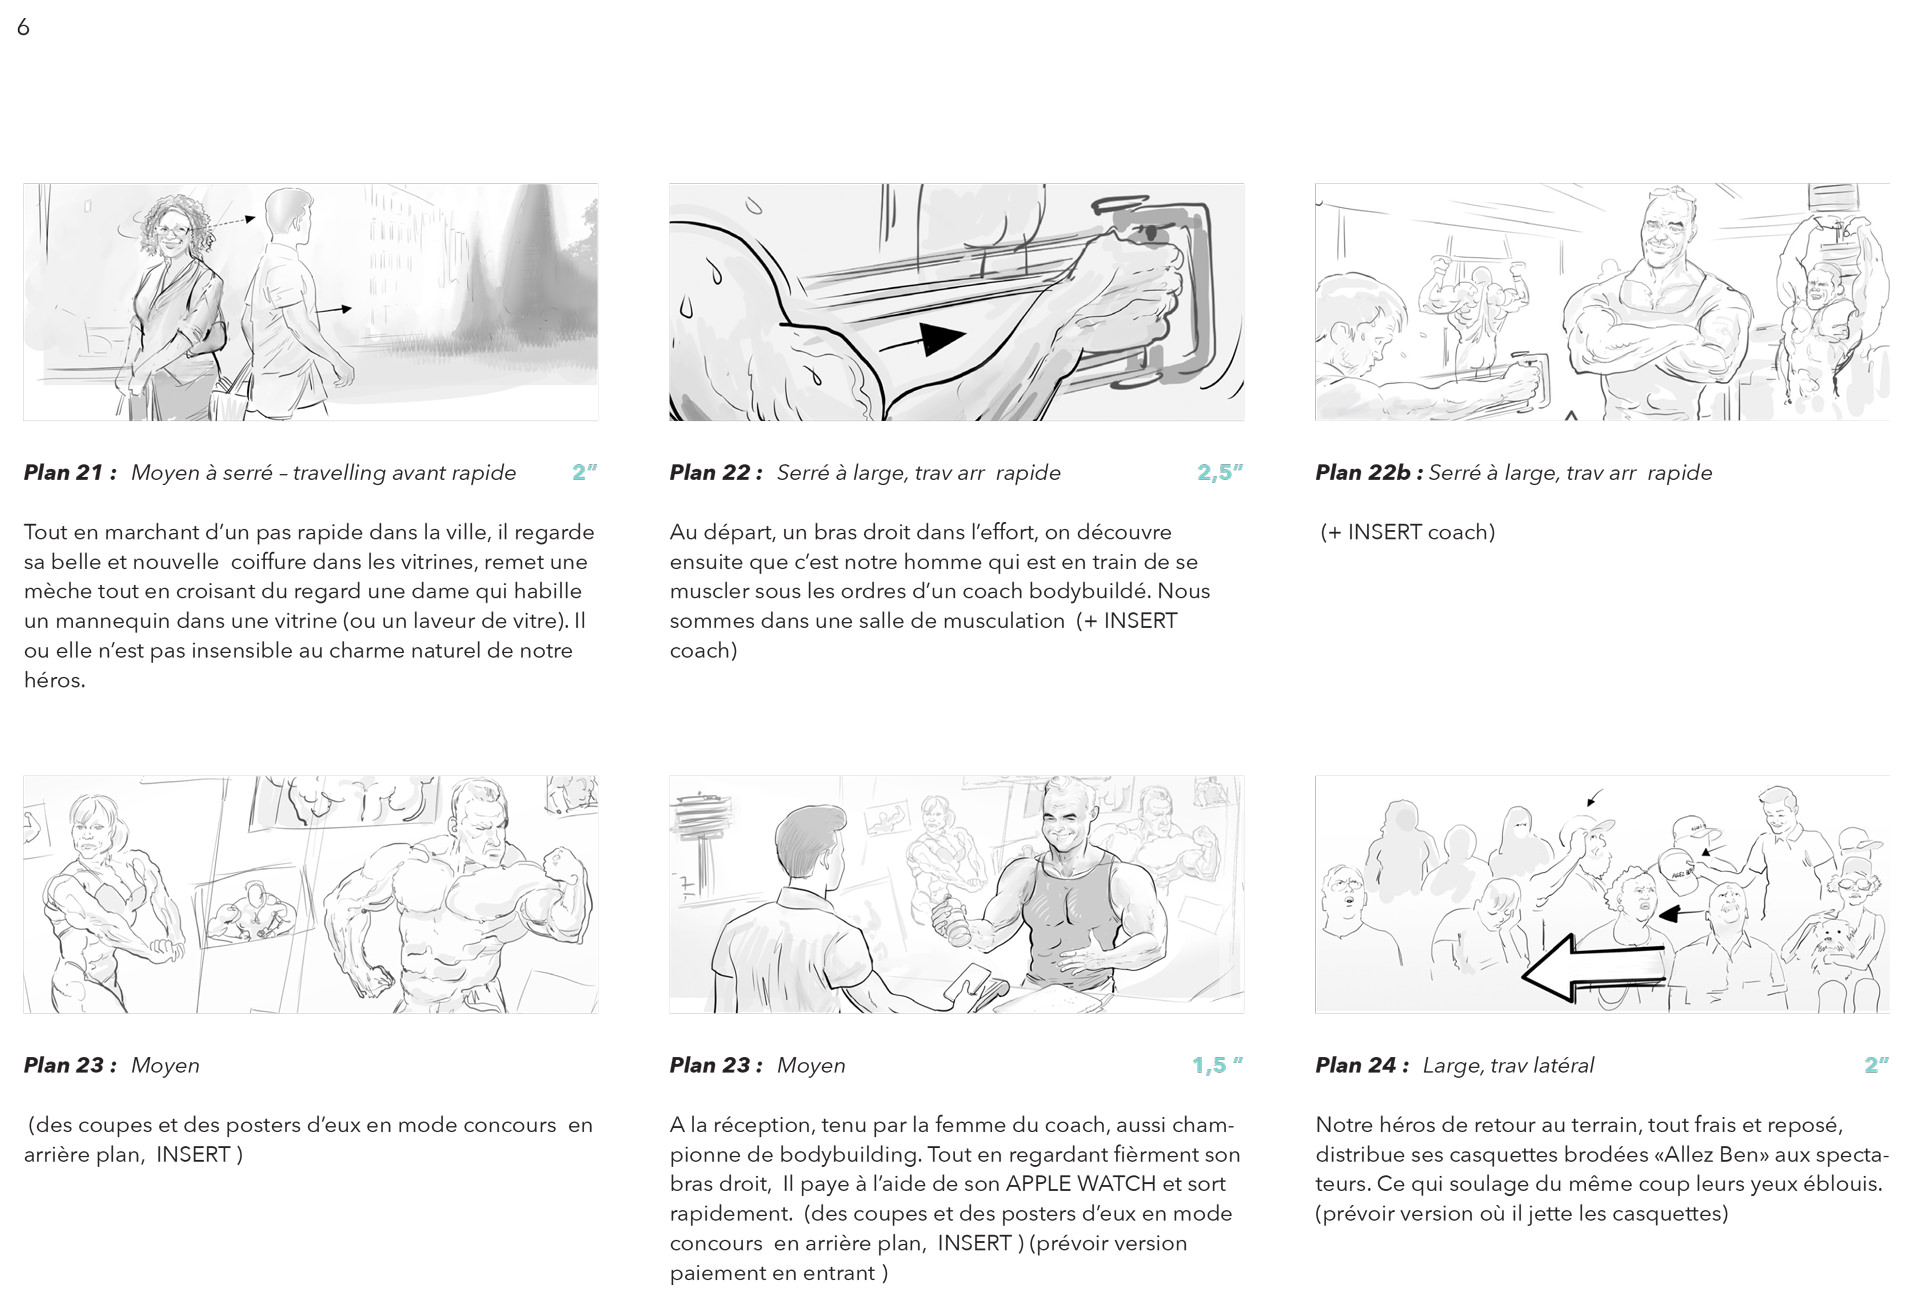 6
Plan 21 : Moyen à serré – travelling avant rapide 2”
Tout en marchant d’un pas rapide dans la ville, il regarde
sa belle et nouvelle coiffure dans les vitrines, remet une
mèche tout en croisant du regard une dame qui habille
un mannequin dans une vitrine (ou un laveur de vitre). Il
ou elle n’est pas insensible au charme naturel de notre
héros.
Plan 22 : Serré à large, trav arr rapide 2,5”
Au départ, un bras droit dans l’effort, on découvre
ensuite que c’est notre homme qui est en train de se
muscler sous les ordres d’un coach bodybuildé. Nous
sommes dans une salle de musculation (+ INSERT
coach)
Plan 22b : Serré à large, trav arr rapide
(+ INSERT coach)
Plan 23 : Moyen
(des coupes et des posters d’eux en mode concours en
arrière plan, INSERT )
Plan 23 : Moyen 1,5 ”
A la réception, tenu par la femme du coach, aussi cham-
pionne de bodybuilding. Tout en regardant fièrment son
bras droit, Il paye à l’aide de son APPLE WATCH et sort
rapidement. (des coupes et des posters d’eux en mode
concours en arrière plan, INSERT ) (prévoir version
paiement en entrant )
Plan 24 : Large, trav latéral 2”
Notre héros de retour au terrain, tout frais et reposé,
distribue ses casquettes brodées «Allez Ben» aux specta-
teurs. Ce qui soulage du même coup leurs yeux éblouis.
(prévoir version où il jette les casquettes)